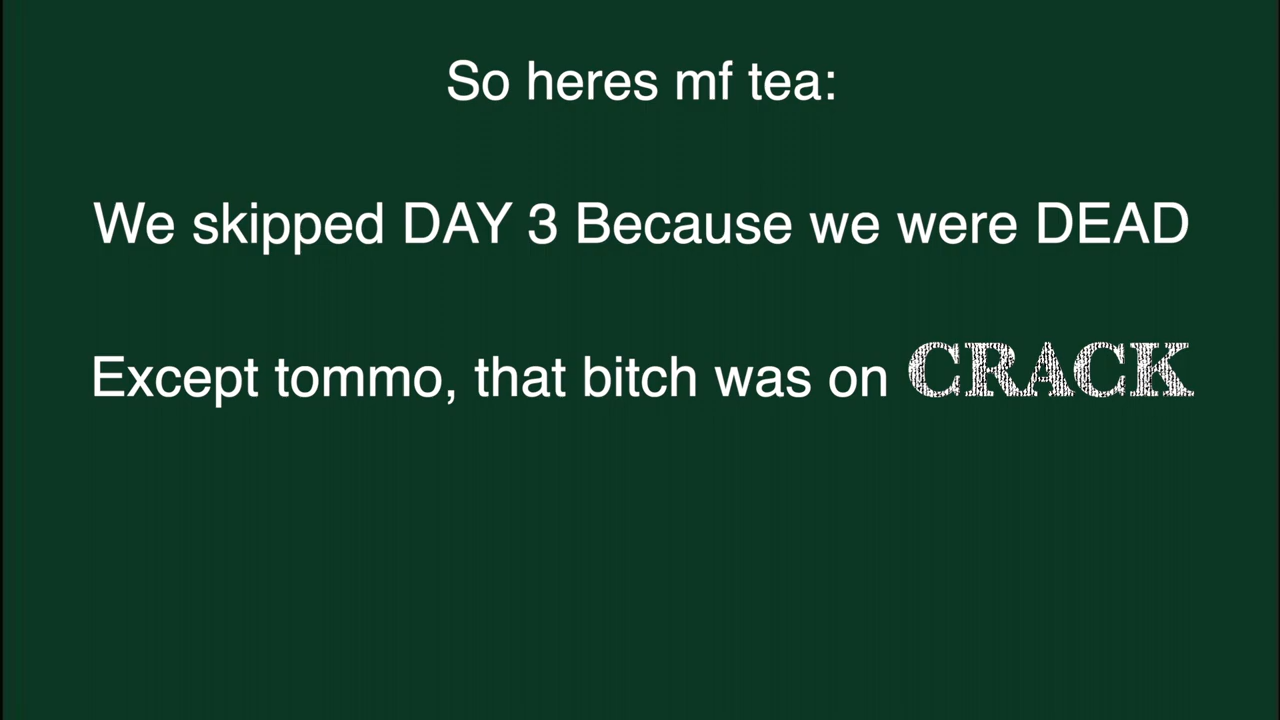 So heres mf tea:
We skipped DAY 3 Because we were DEAD
Except tommo, that bitch was on CRACK